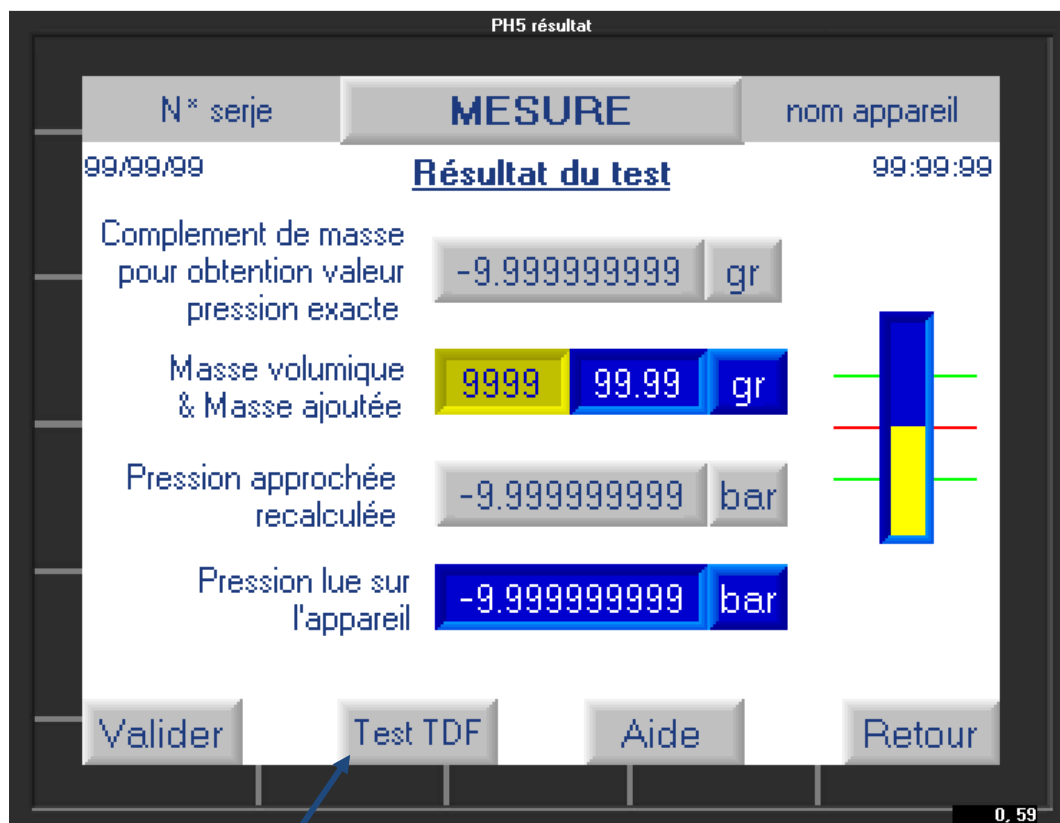 PH5 résultat
N° serje MESURE nom appareil
99/99/99 Résultat du test 99:99:99
Complement de masse
pour obtention valeur
pression exacte
-9.999999999 gr
Masse volumique
& Masse ajoutée
9999 99.99 gr
Pression approchée
recalculée
-9.999999999 bar
Pression lue sur
l'appareil
-9.999999999 bar
Valider Test TDF Aide Retour
0, 59